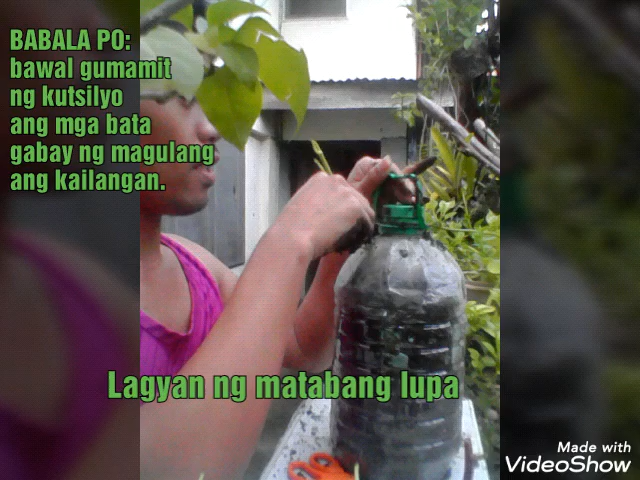 BABALA PO:
bawal gumamit
ng kutsilyo
ang mga bata
gabay ng magulang
ang kailangan.
Lagyan ng matabang lupa
Made with
VideoShow